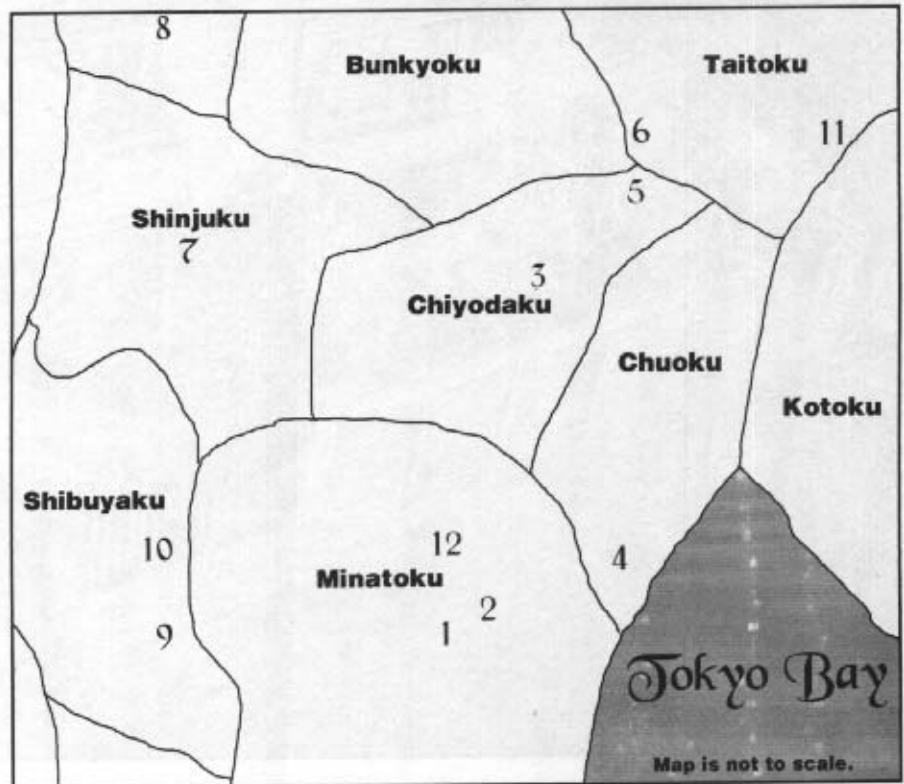 8
Bunkyoku
Taitoku
6
11
5
Shinjuku
7
3
Chiyodaku
Chuoku
Kotoku
Shibuyaku
10
12
4
Minatoku
2
9
1
Tokyo Bay
Map is not to scale.